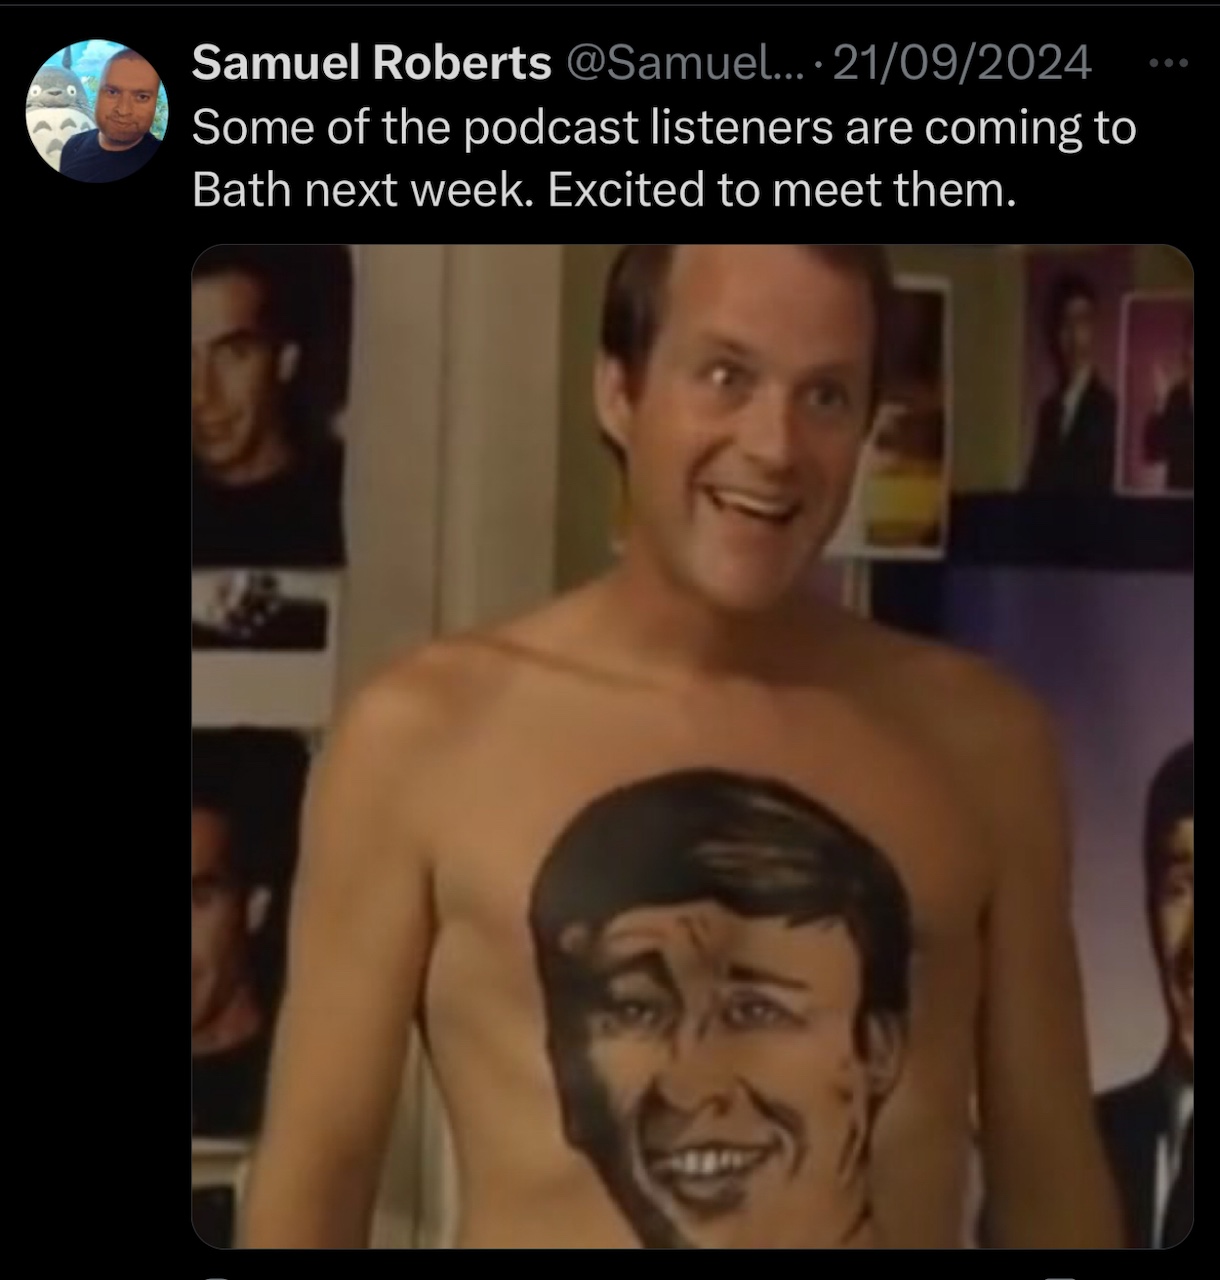 Samuel Roberts @Samuel... · 21/09/2024
Some of the podcast listeners are coming to
Bath next week. Excited to meet them.